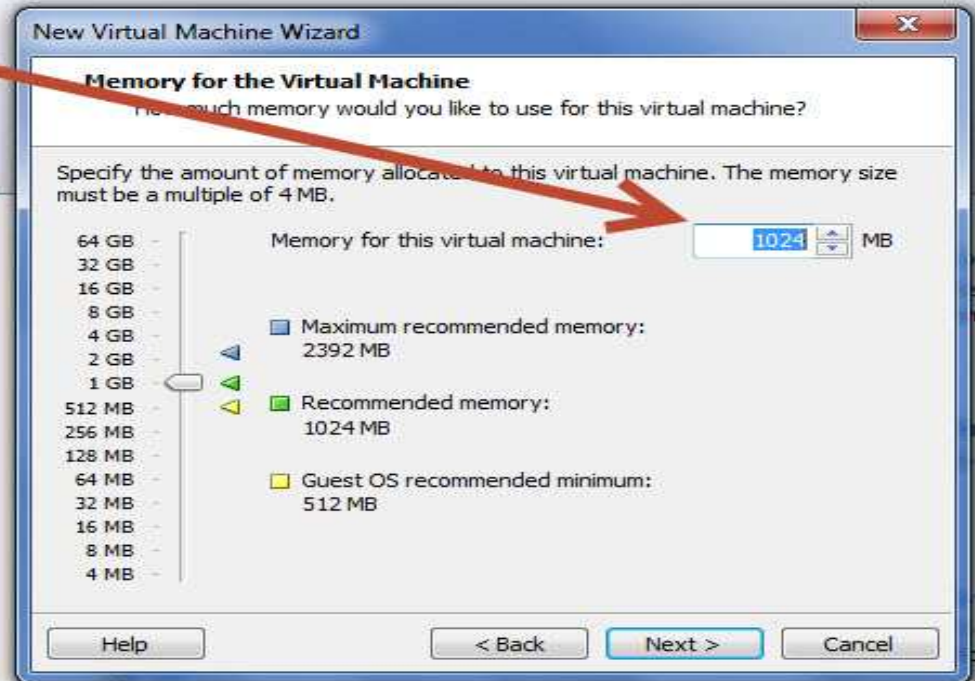 New Virtual Machine Wizard
Memory for the Virtual Machine
much memory would you like to use for this virtual machine?
Specify the amount of memory allocated to this virtual machine. The memory size
must be a multiple of 4 MB.
64 GB
Memory for this virtual machine:
1024
MB
32 GB
16 GB
8 GB
4 GB
2 GB
1 GB
512 MB
256 MB
128 MB
64 MB
32 MB
16 MB
8 MB
4 MB
Maximum recommended memory:
2392 MB
Recommended memory:
1024 MB
Guest OS recommended minimum:
512 MB
Help
< Back
Next >
Cancel